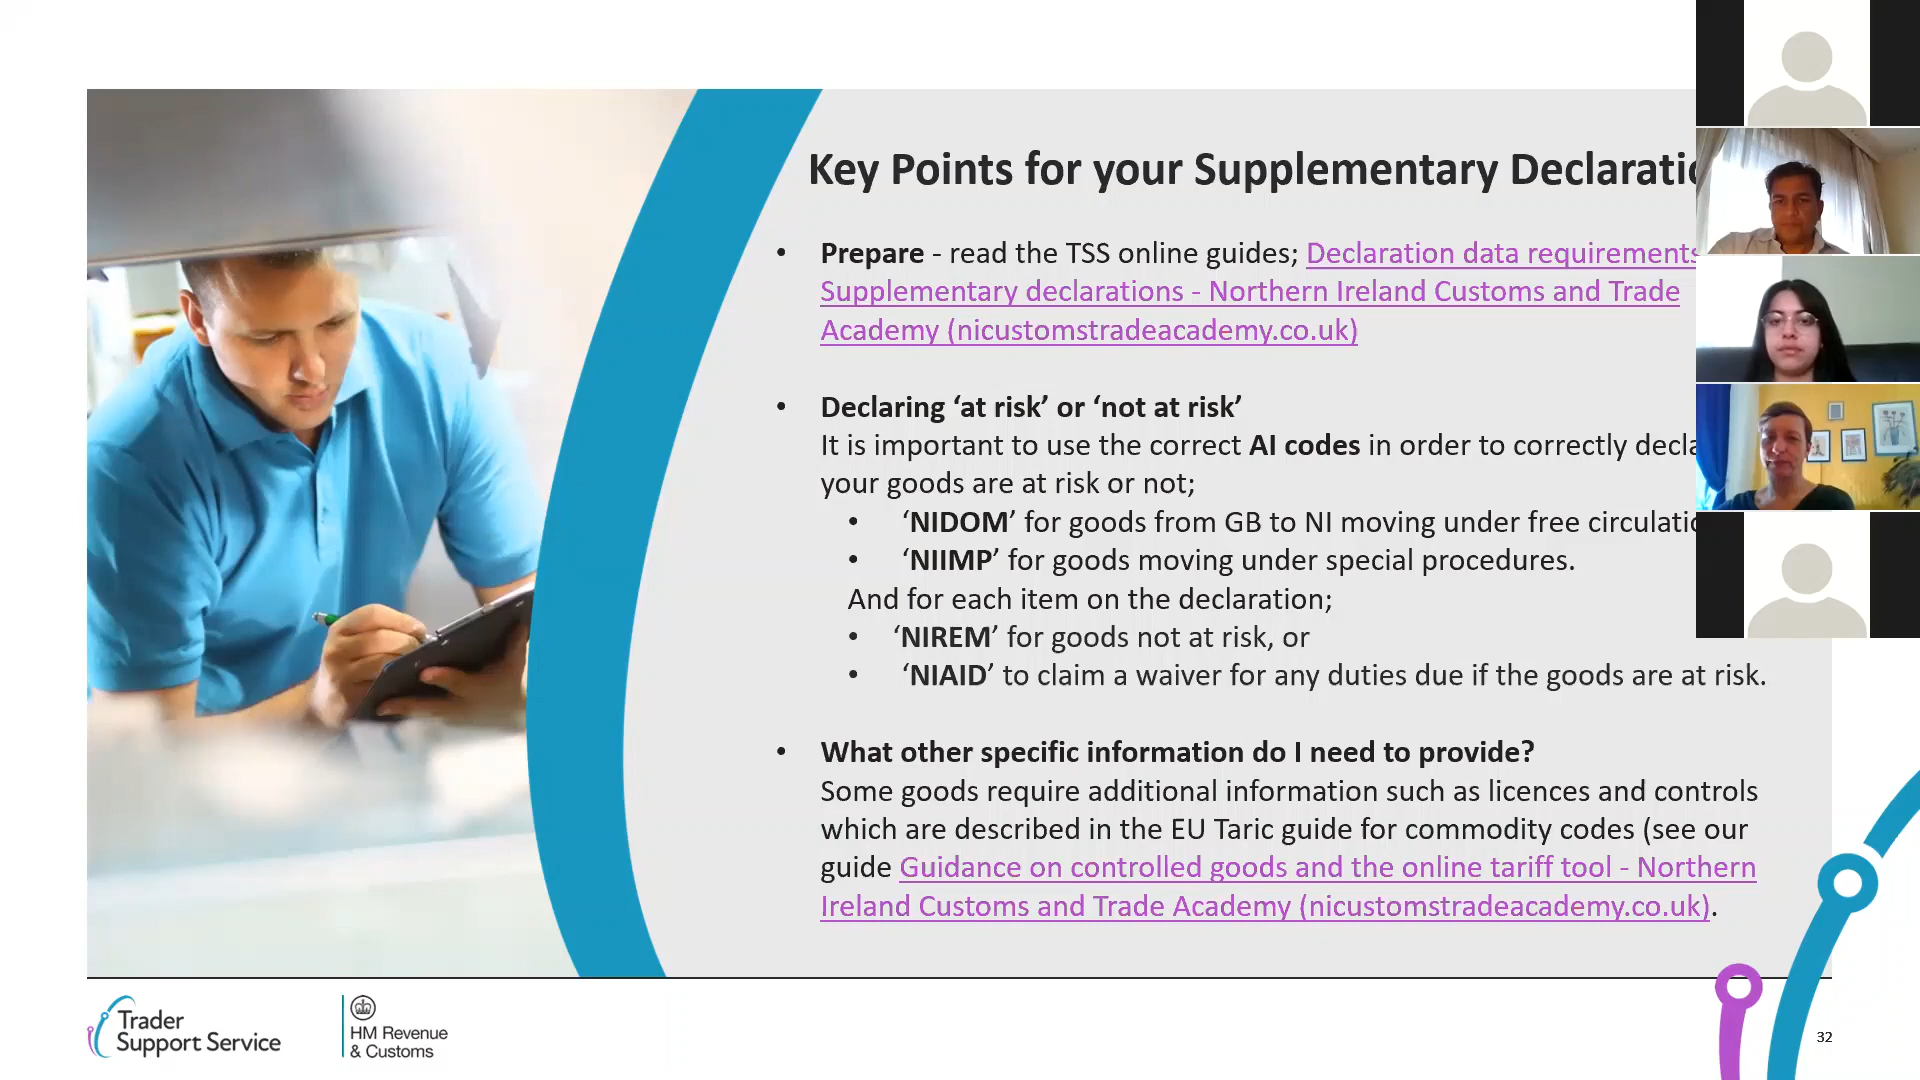 Key Points for your Supplementary Declaratio
• Prepare - read the TSS online guides; Declaration data requirements
Supplementary declarations - Northern Ireland Customs and Trade
Academy (nicustomstradeacademy.co.uk)
• Declaring ‘at risk’ or ‘not at risk’
It is important to use the correct AI codes in order to correctly decla
your goods are at risk or not;
• ‘NIDOM’ for goods from GB to NI moving under free circulatio
• ‘NIIMP’ for goods moving under special procedures.
And for each item on the declaration;
• ‘NIREM’ for goods not at risk, or
• ‘NIAID’ to claim a waiver for any duties due if the goods are at risk.
• What other specific information do I need to provide?
Some goods require additional information such as licences and controls
which are described in the EU Taric guide for commodity codes (see our
guide Guidance on controlled goods and the online tariff tool - Northern
Ireland Customs and Trade Academy (nicustomstradeacademy.co.uk).
Trader
Support Service
HM Revenue
& Customs
32